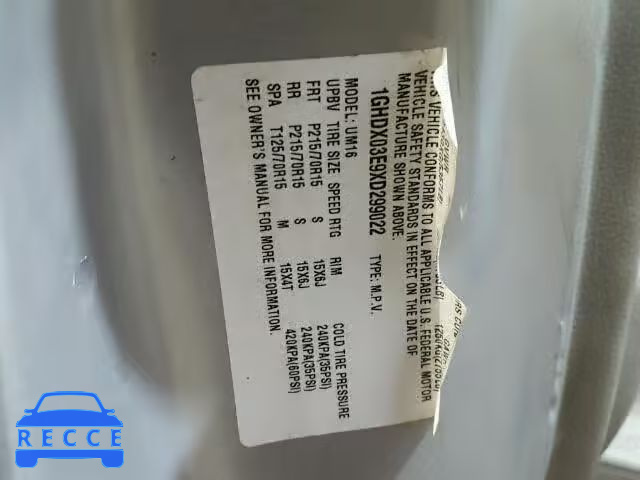 THIS VEHICLE CONFORMS TO ALL APPLICABLE U.S. FEDERAL MOTOR
VEHICLE SAFETY STANDARDS IN EFFECT ON THE DATE OF
MANUFACTURE SHOWN ABOVE.
1GHDX03E9XD299022 TYPE: M.P.V.
MODEL: UM16
UPBV TIRE SIZE SPEED RTG RIM COLD TIRE PRESSURE
FRT P215/70R15 S 15X6J 240KPA(35PSI)
RR P215/70R15 S 15X6J 240KPA(35PSI)
SPA T125/70R15 M 15X4T 420KPA(60PSI)
SEE OWNER'S MANUAL FOR MORE INFORMATION.
RECCE